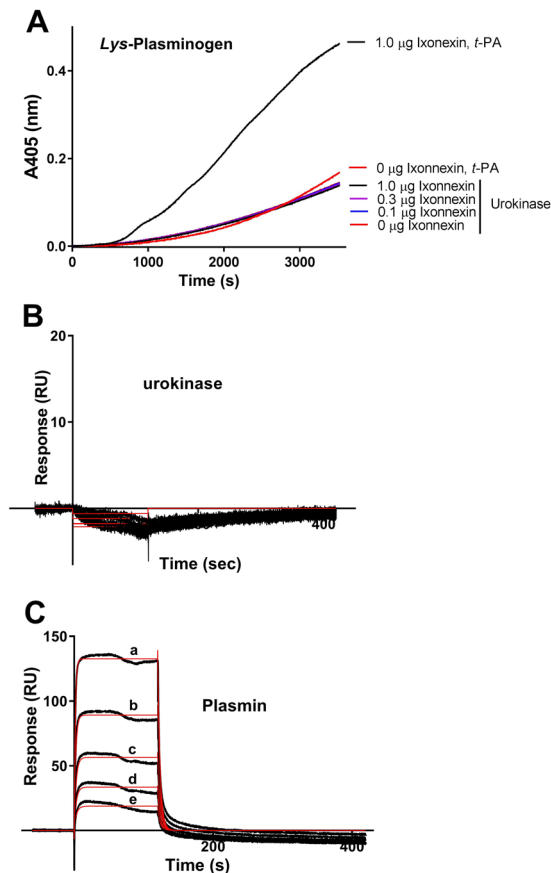 A
Lys-Plasminogen
A405 (nm)
0.4
0.2
0.0
0
1000
2000
3000
Time (s)
1.0 µg Ixonexin, t-PA
0 µg Ixonnexin, t-PA
1.0 µg Ixonnexin
0.3 µg Ixonnexin
0.1 µg Ixonnexin
0 µg Ixonnexin
Urokinase
B
urokinase
Response (RU)
20
10
400
Time (sec)
C
Plasmin
Response (RU)
150
100
50
0
a
b
c
d
e
200
400
Time (s)